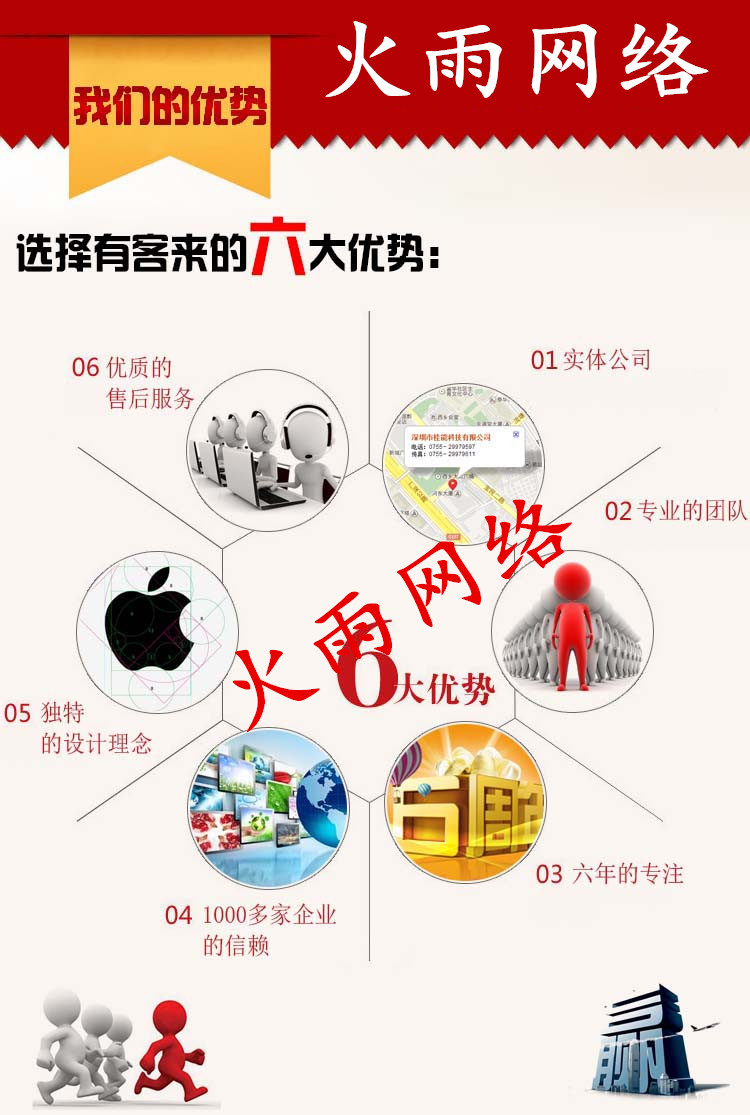 火雨网络
我们的优势
选择有客来的六大优势：
01 实体公司
06 优质的
售后服务
深圳市桂能科技有限公司
电话：0755－29979597
传真：0755－29979611
02 专业的团队
火雨网络
6大优势
05 独特
的设计理念
03 六年的专注
04 1000多家企业
的信赖
赢